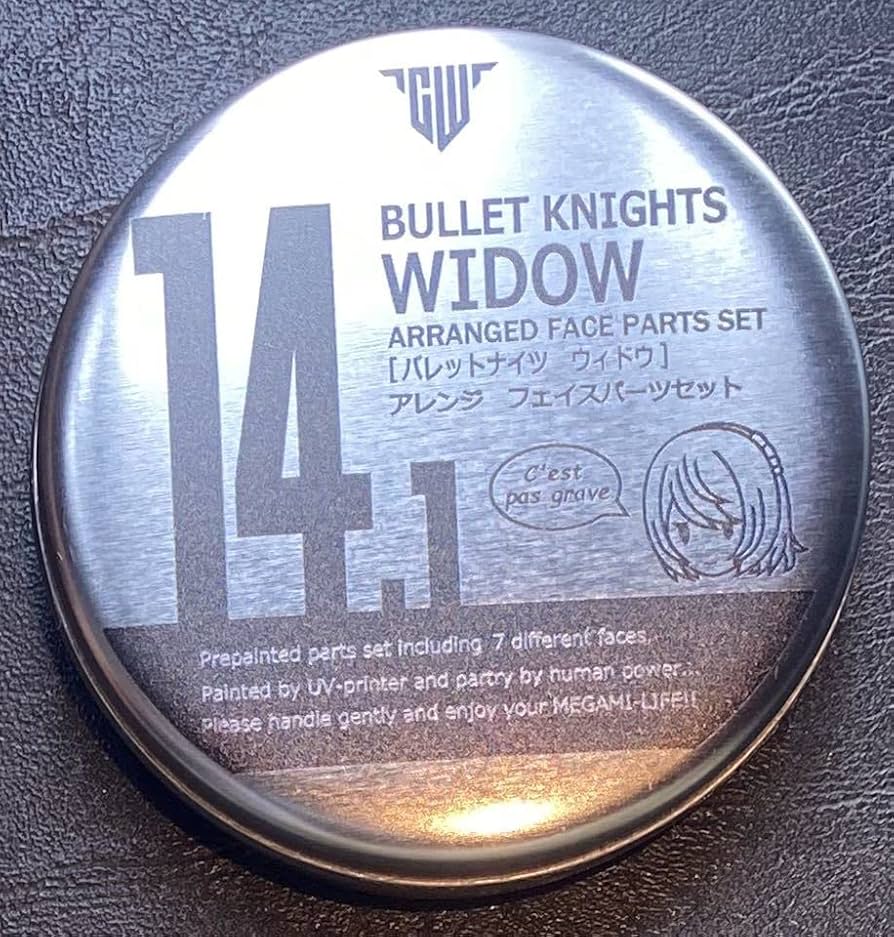 GW
14.1
BULLET KNIGHTS
WIDOW
ARRANGED FACE PARTS SET
[バレットナイツ ウィドウ]
アレンジ フェイスパーツセット
C'est
pas grave
Prepainted parts set including 7 different faces.
Painted by UV-printer and partry by human power...
Please handle gently and enjoy your MEGAMI-LIFE!!